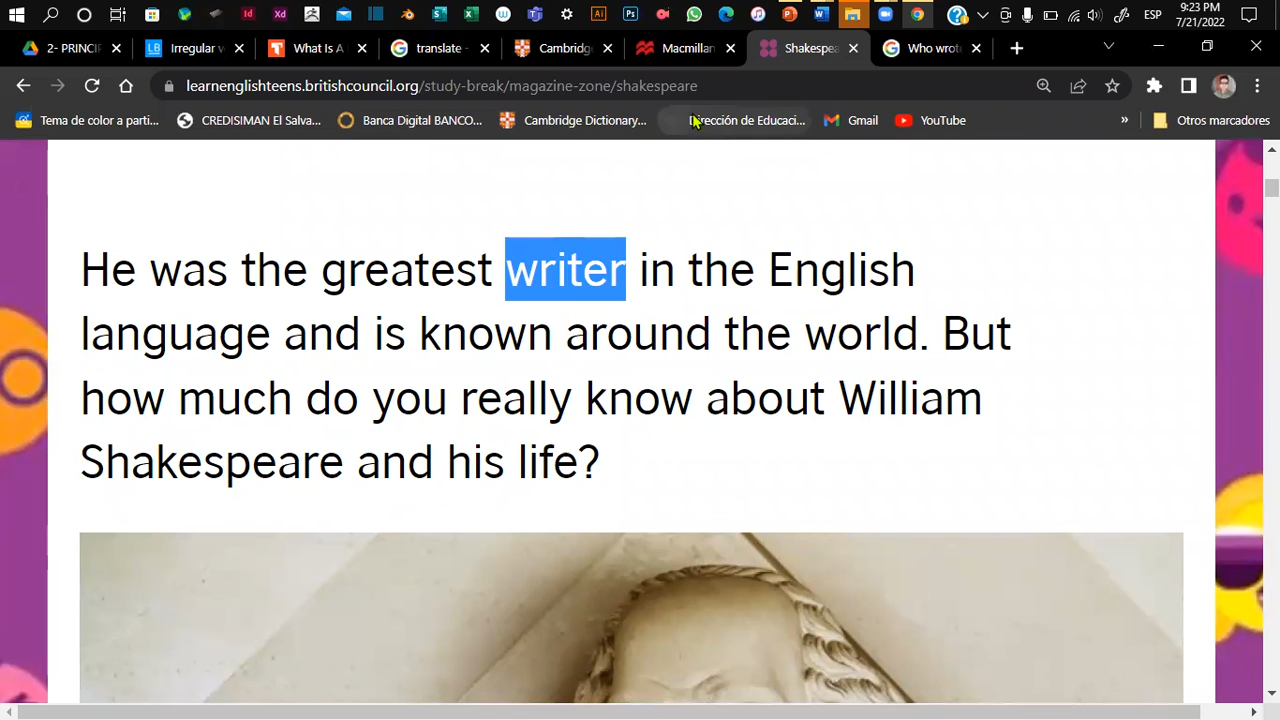 9:23 PM
ESP
7/21/2022
2-PRINCIP
Irregular v
What Is A
translate -
Cambridg
Macmillan
Shakespea
Who wrot
learnenglishteens.britishcouncil.org/study-break/magazine-zone/shakespeare
Tema de color a parti...
CREDISIMAN El Salva...
Banca Digital BANCO...
Cambridge Dictionary...
Dirección de Educaci...
Gmail
YouTube
»
Otros marcadores
He was the greatest writer in the English
language and is known around the world. But
how much do you really know about William
Shakespeare and his life?